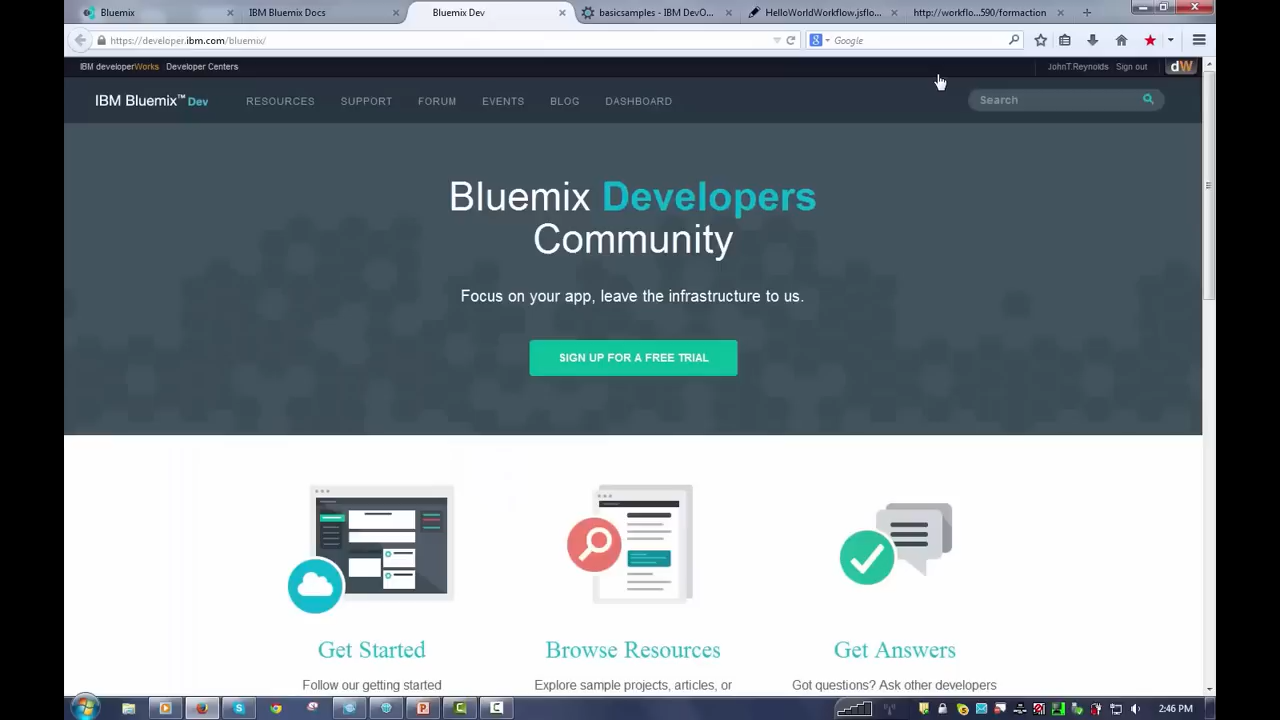 Bluemix
IBM Bluemix Docs
Bluemix Dev
basicsamples - IBM DevO...
HelloWorldWorkflow.jsflo...
http://workflo...590/formaction
https://developer.ibm.com/bluemix/
Google
IBM developerWorks
Developer Centers
JohnT.Reynolds
Sign out
dW
IBM Bluemix™ Dev
RESOURCES
SUPPORT
FORUM
EVENTS
BLOG
DASHBOARD
Search
Bluemix Developers
Community
Focus on your app, leave the infrastructure to us.
SIGN UP FOR A FREE TRIAL
Get Started
Browse Resources
Get Answers
Follow our getting started
Explore sample projects, articles, or
Got questions? Ask other developers
2:46 PM